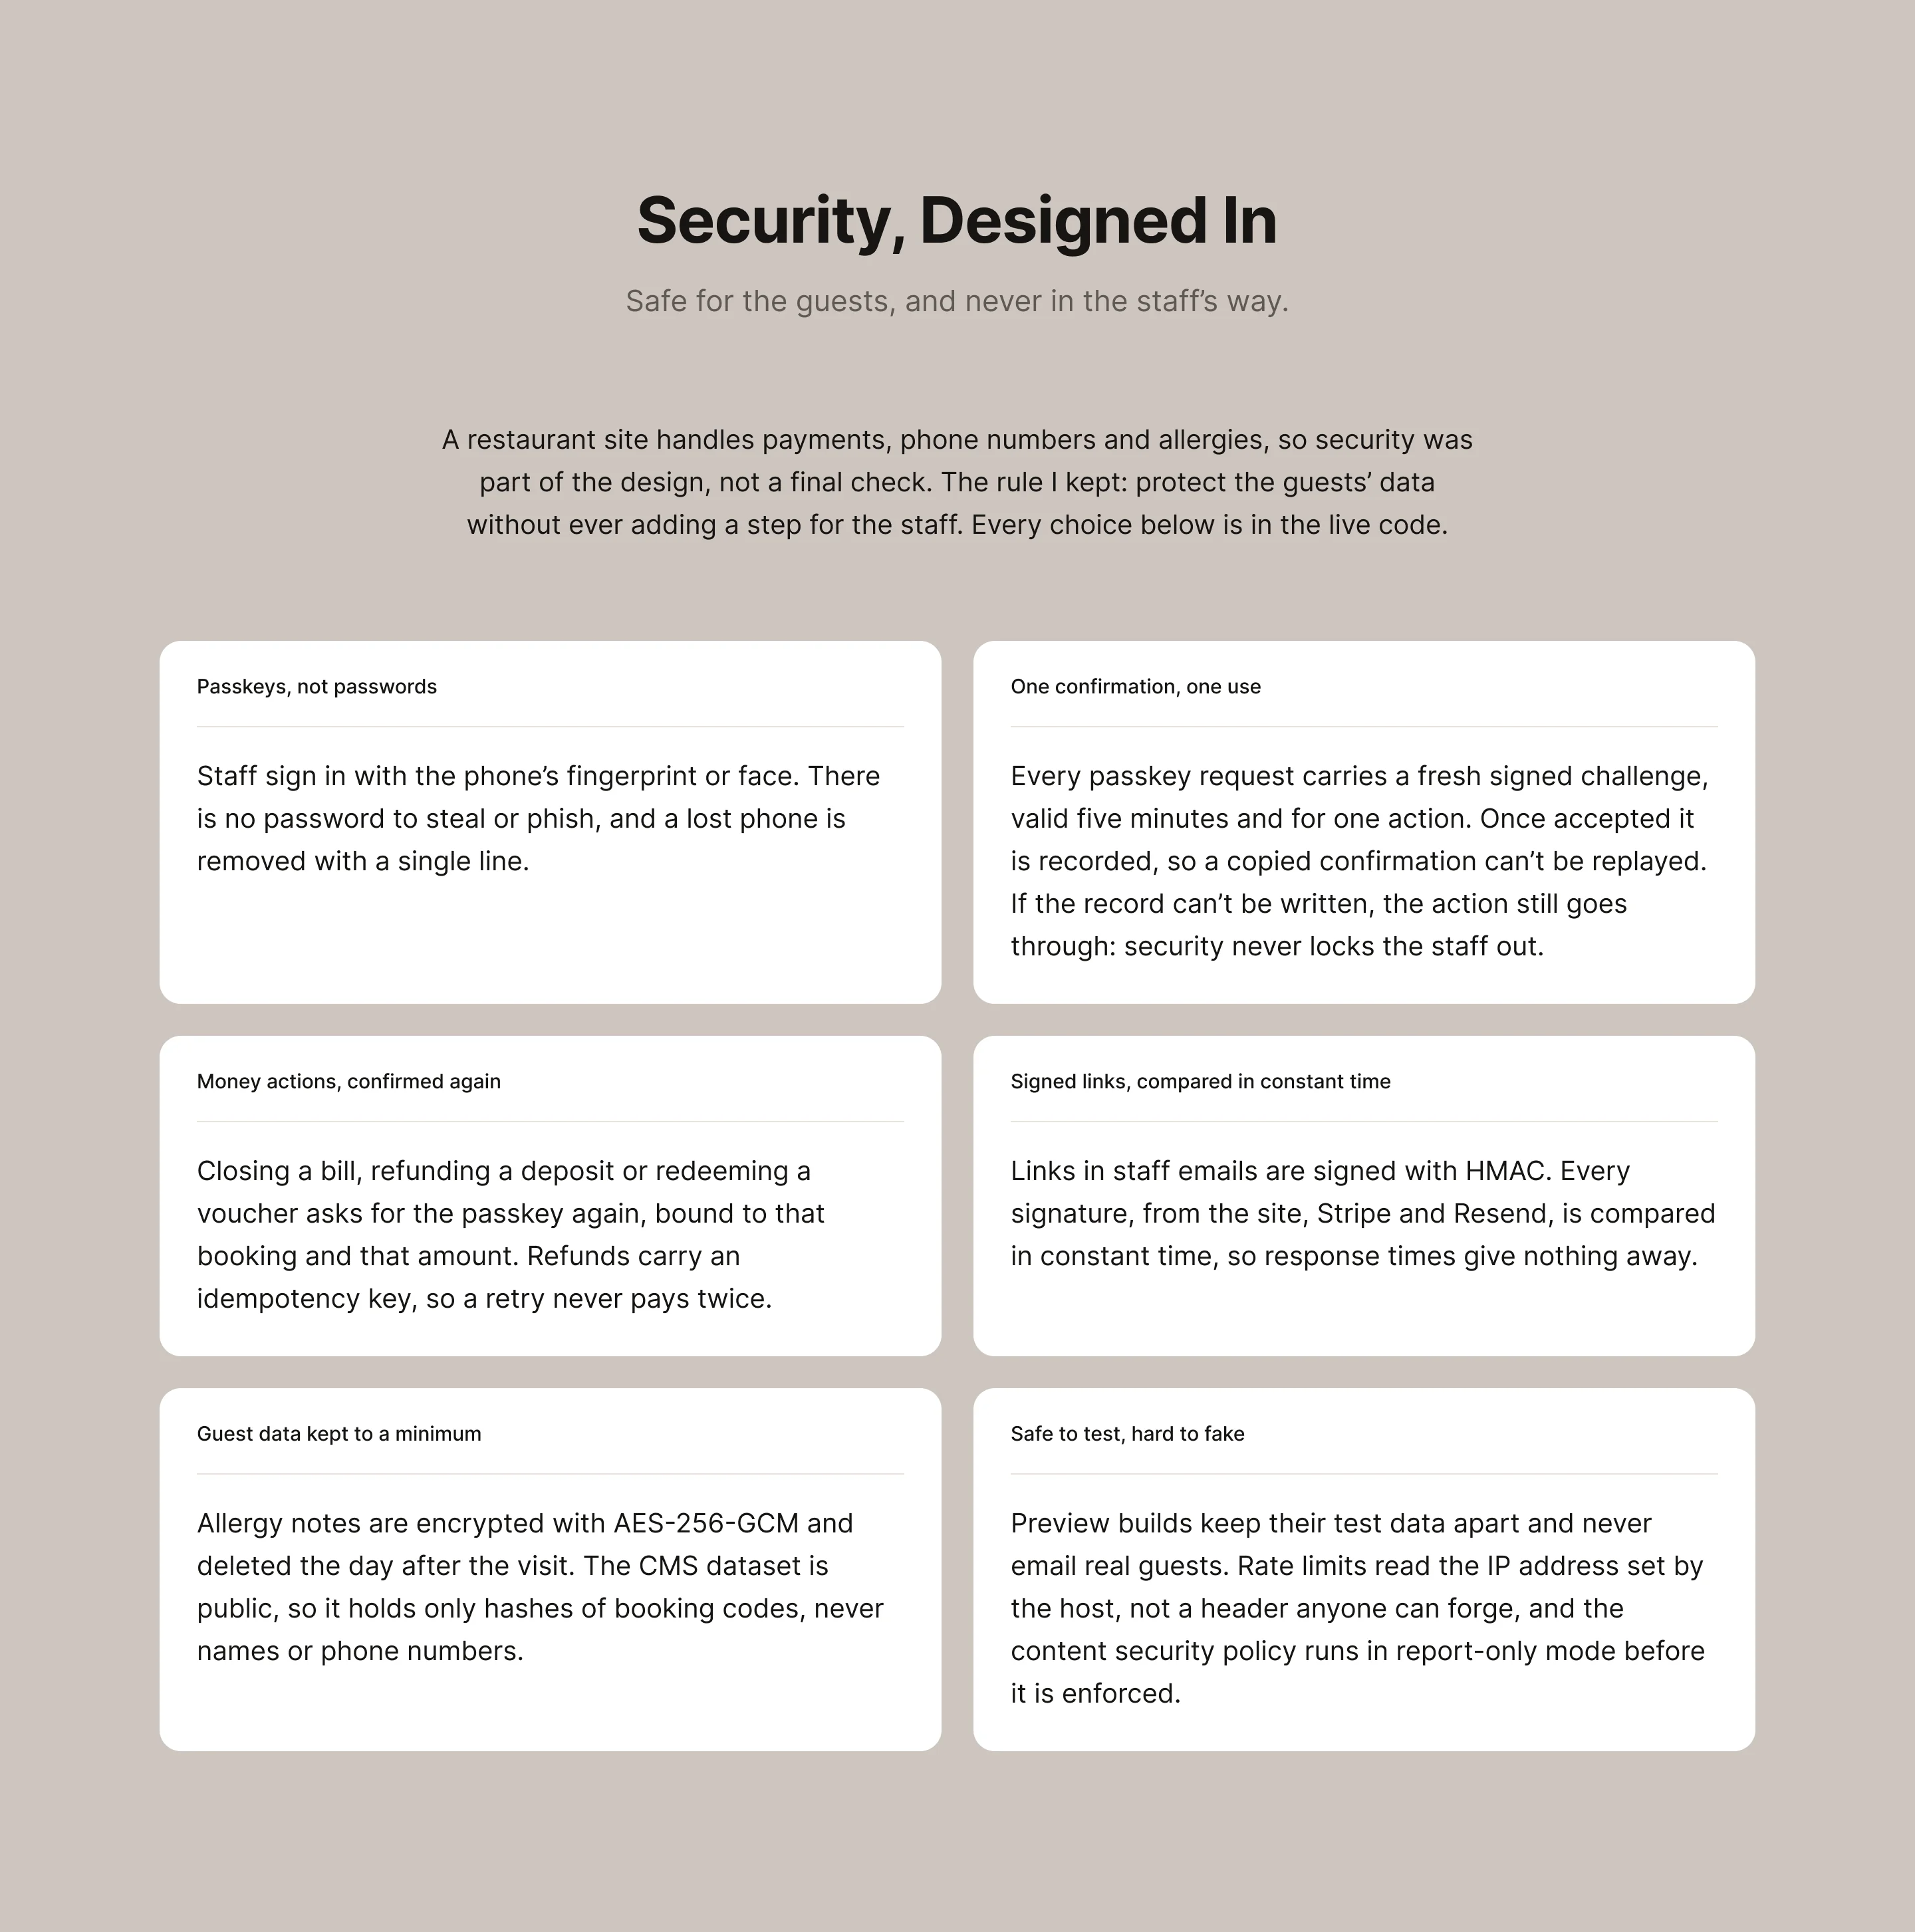 Security, Designed In
Safe for the guests, and never in the staff’s way.
A restaurant site handles payments, phone numbers and allergies, so security was
part of the design, not a final check. The rule I kept: protect the guests’ data
without ever adding a step for the staff. Every choice below is in the live code.
Passkeys, not passwords
Staff sign in with the phone’s fingerprint or face. There
is no password to steal or phish, and a lost phone is
removed with a single line.
One confirmation, one use
Every passkey request carries a fresh signed challenge,
valid five minutes and for one action. Once accepted it
is recorded, so a copied confirmation can’t be replayed.
If the record can’t be written, the action still goes
through: security never locks the staff out.
Money actions, confirmed again
Closing a bill, refunding a deposit or redeeming a
voucher asks for the passkey again, bound to that
booking and that amount. Refunds carry an
idempotency key, so a retry never pays twice.
Signed links, compared in constant time
Links in staff emails are signed with HMAC. Every
signature, from the site, Stripe and Resend, is compared
in constant time, so response times give nothing away.
Guest data kept to a minimum
Allergy notes are encrypted with AES-256-GCM and
deleted the day after the visit. The CMS dataset is
public, so it holds only hashes of booking codes, never
names or phone numbers.
Safe to test, hard to fake
Preview builds keep their test data apart and never
email real guests. Rate limits read the IP address set by
the host, not a header anyone can forge, and the
content security policy runs in report-only mode before
it is enforced.